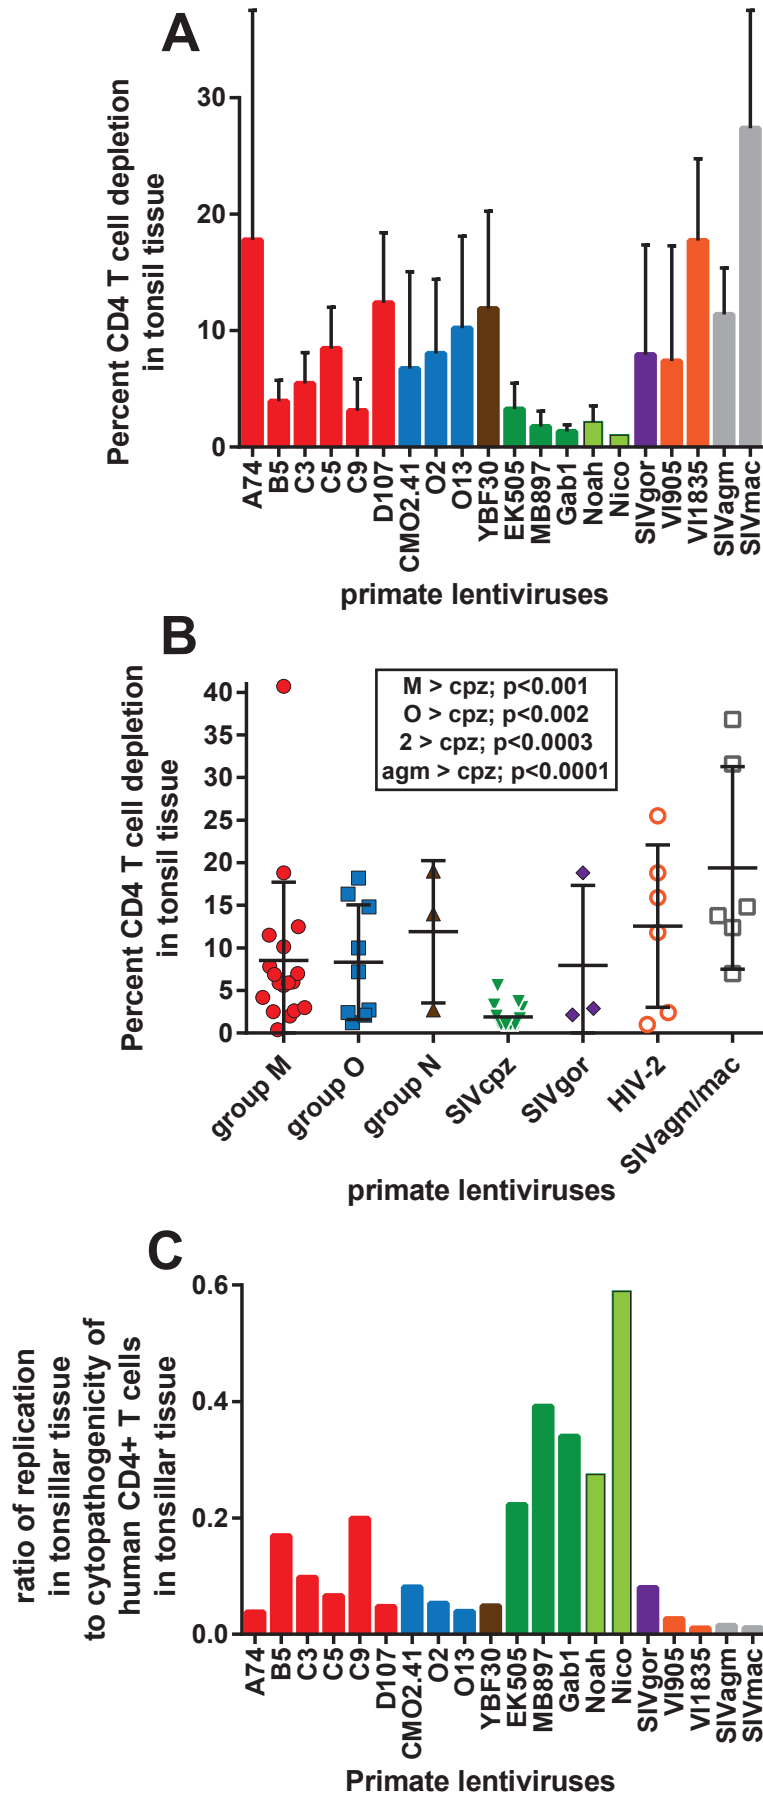 A
Percent CD4 T cell depletion
in tonsil tissue
30
20
10
0
A74
B5
C3
C5
C9
D107
CMO2.41
O2
O13
YBF30
EK505
MB897
Gab1
Noah
Nico
SIVgor
VI905
VI1835
SIVagm
SIVmac
primate lentiviruses
B
Percent CD4 T cell depletion
in tonsil tissue
40
35
30
25
20
15
10
5
0
M > cpz; p<0.001
O > cpz; p<0.002
2 > cpz; p<0.0003
agm > cpz; p<0.0001
group M
group O
group N
SIVcpz
SIVgor
HIV-2
SIVagm/mac
primate lentiviruses
C
ratio of replication
in tonsillar tissue
to cytopathogenicity of
human CD4+ T cells
in tonsillar tissue
0.6
0.4
0.2
0.0
A74
B5
C3
C5
C9
D107
CMO2.41
O2
O13
YBF30
EK505
MB897
Gab1
Noah
Nico
SIVgor
VI905
VI1835
SIVagm
SIVmac
Primate lentiviruses